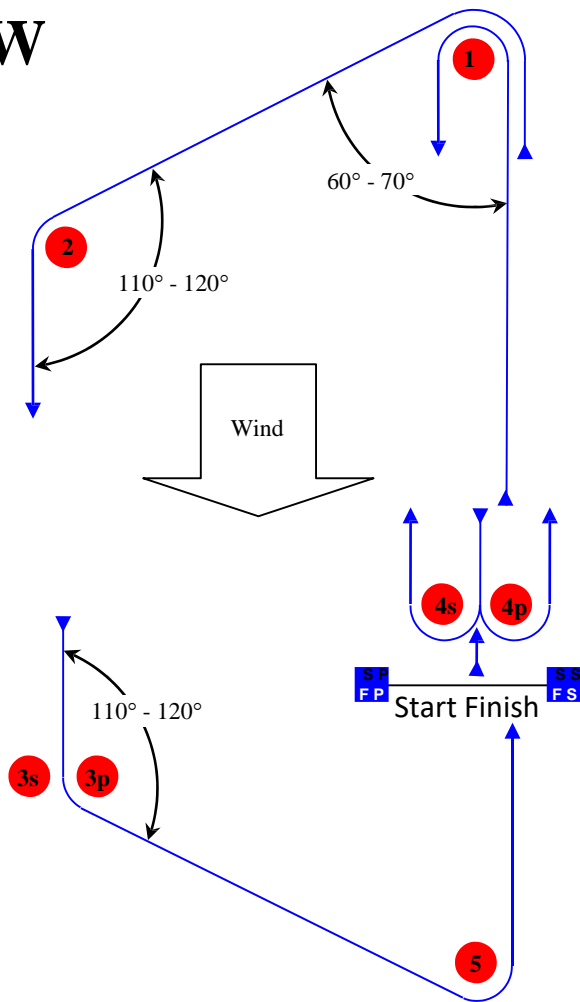 W
1
60° - 70°
2
110° - 120°
Wind
4s
4p
S P
S S
F P
F S
Start Finish
110° - 120°
3s
3p
5